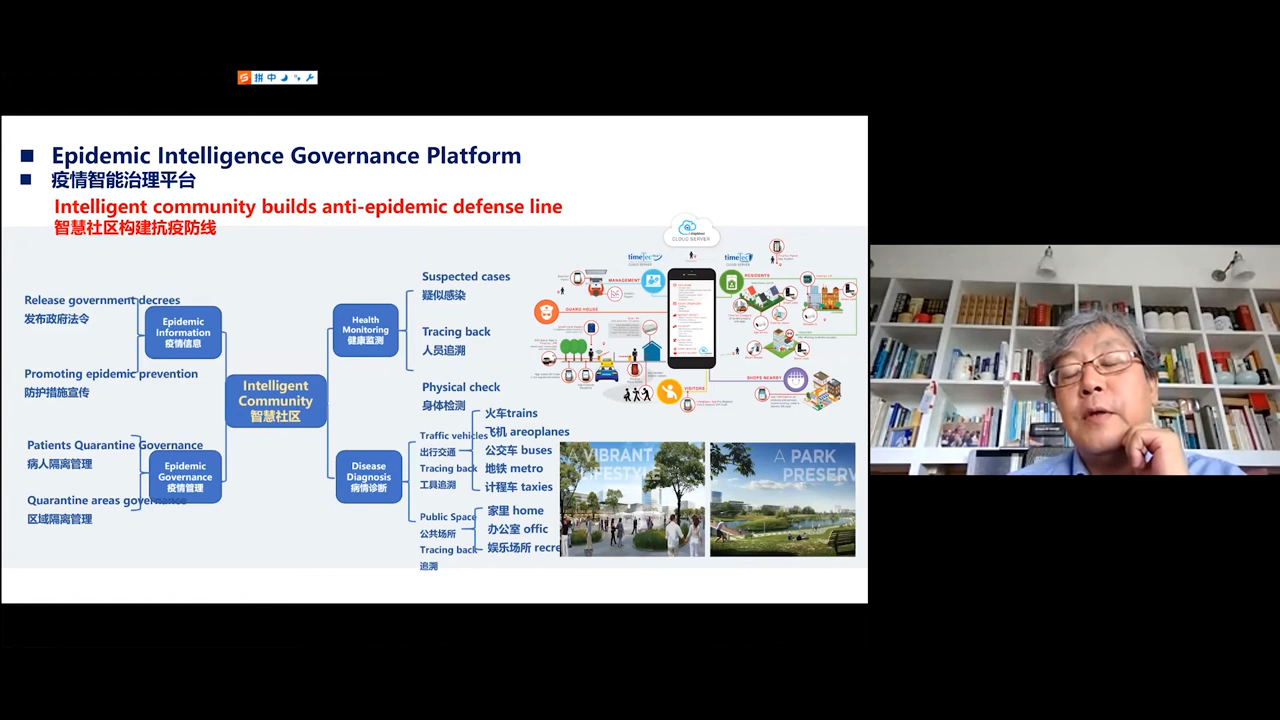 拼 中
Epidemic Intelligence Governance Platform
疫情智能治理平台
Intelligent community builds anti-epidemic defense line
智慧社区构建抗疫防线
Release government decrees
发布政府法令
Promoting epidemic prevention
防护措施宣传
Patients Quarantine Governance
病人隔离管理
Quarantine areas governance
区域隔离管理
Epidemic
Information
疫情信息
Epidemic
Governance
疫情管理
Intelligent
Community
智慧社区
Health
Monitoring
健康监测
Disease
Diagnosis
病情诊断
Suspected cases
疑似感染
Tracing back
人员追溯
Physical check
身体检测
Traffic vehicles
出行交通
Tracing back
工具追溯
Public Space
公共场所
Tracing back
追溯
火车trains
飞机 areoplanes
公交车 buses
地铁 metro
计程车 taxies
家里 home
办公室 offic
娱乐场所 recre
CLOUD SERVER
timeTec
timeTec
MANAGEMENT
RESIDENTS
GUARD HOUSE
VISITORS
SHOPS NEARBY
A VIBRANT
LIFESTYLE
A PARK
PRESERV